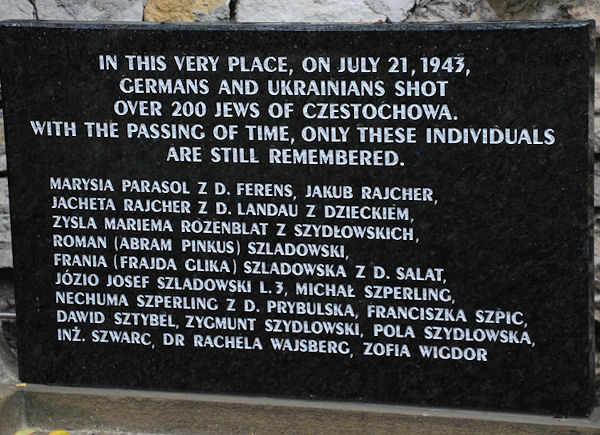 IN THIS VERY PLACE, ON JULY 21, 1943,
GERMANS AND UKRAINIANS SHOT
OVER 200 JEWS OF CZESTOCHOWA.
WITH THE PASSING OF TIME, ONLY THESE INDIVIDUALS
ARE STILL REMEMBERED.
MARYSIA PARASOL Z D. FERENS, JAKUB RAJCHER,
JACHETA RAJCHER Z D. LANDAU Z DZIECKIEM,
ZYSLA MARIEMA ROZENBLAT Z SZYDŁOWSKICH,
ROMAN (ABRAM PINKUS) SZLADOWSKI,
FRANIA (FRAJDA GLIKA) SZLADOWSKA Z D. SALAT,
JÓZIO JOSEF SZLADOWSKI L.3, MICHAŁ SZPERLING,
NECHUMA SZPERLING Z D. PRYBULSKA, FRANCISZKA SZPIC,
DAWID SZTYBEL, ZYGMUNT SZYDLOWSKI, POLA SZYDLOWSKA,
INŻ. SZWARC, DR RACHELA WAJSBERG, ZOFIA WIGDOR